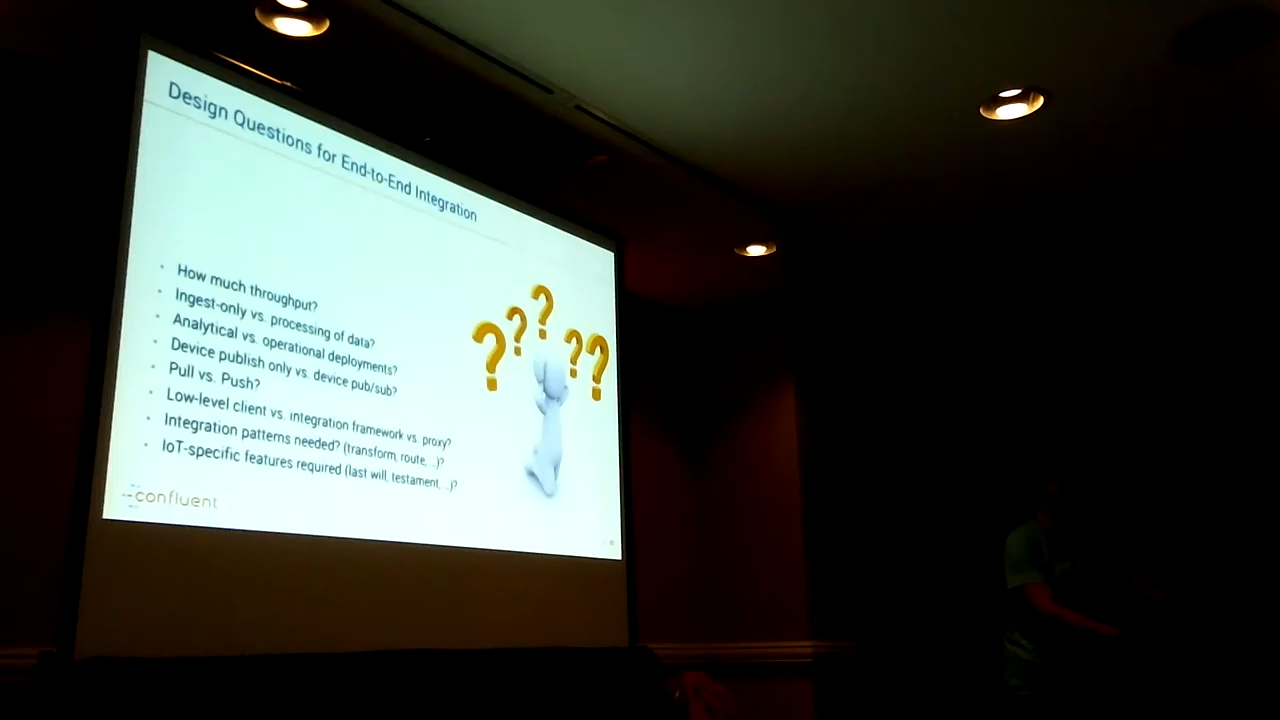 Design Questions for End-to-End Integration
• How much throughput?
• Ingest-only vs. processing of data?
• Analytical vs. operational deployments?
• Device publish only vs. device pub/sub?
• Pull vs. Push?
• Low-level client vs. integration framework vs. proxy?
• Integration patterns needed? (transform, route, ...)?
• IoT-specific features required (last will, testament, ...)?
? ? ? ? ?
confluent